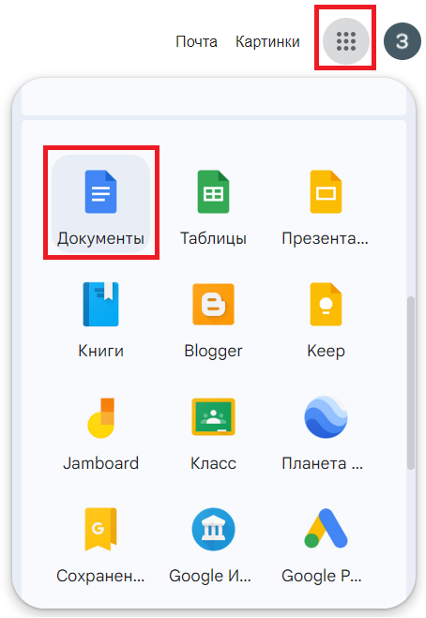 Почта Картинки З
Документы Таблицы Презента...
Книги Blogger Keep
Jamboard Класс Планета ...
G
Сохранен... Google И... Google P...